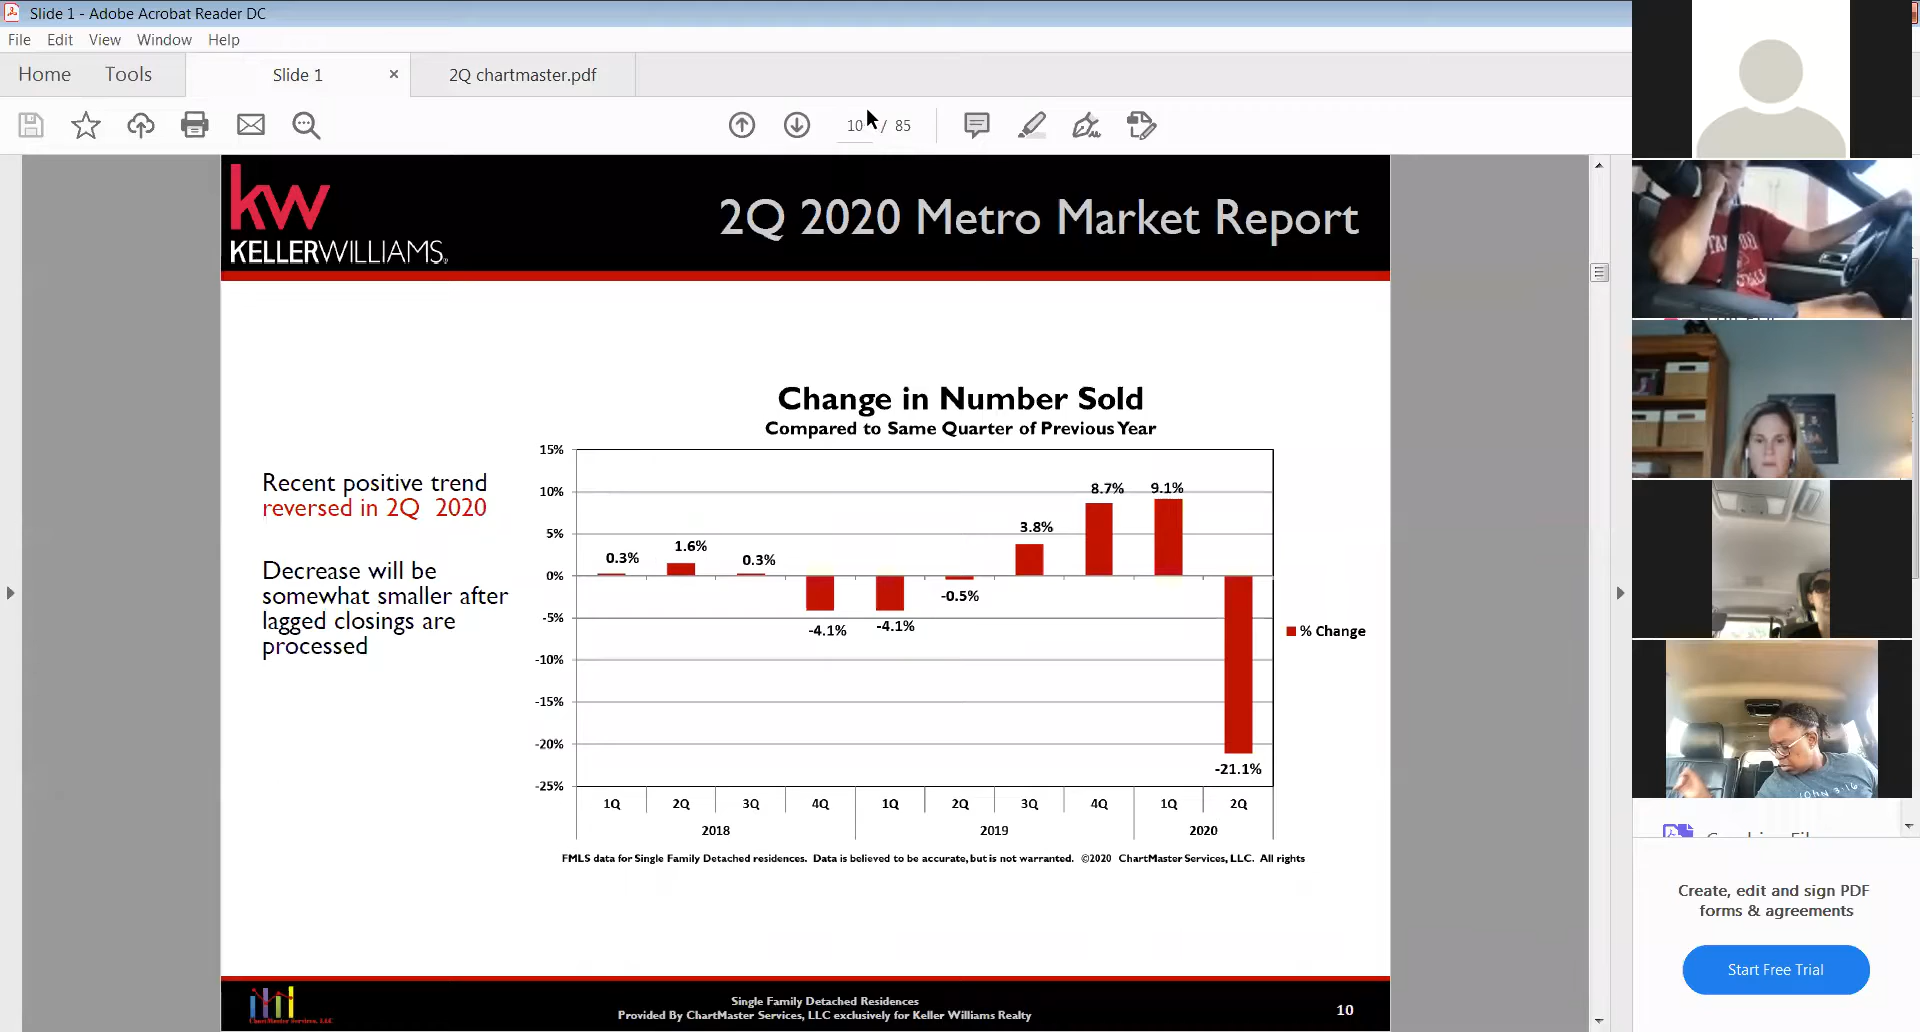 Slide 1 - Adobe Acrobat Reader DC
File Edit View Window Help
Home Tools Slide 1 × 2Q chartmaster.pdf
10 / 85
kw
KELLERWILLIAMS.
2Q 2020 Metro Market Report
Change in Number Sold
Compared to Same Quarter of Previous Year
Recent positive trend
reversed in 2Q 2020
Decrease will be
somewhat smaller after
lagged closings are
processed
15%
10%
5%
0%
-5%
-10%
-15%
-20%
-25%
0.3%
1.6%
0.3%
-4.1%
-4.1%
-0.5%
3.8%
8.7%
9.1%
-21.1%
% Change
1Q 2Q 3Q 4Q 1Q 2Q 3Q 4Q 1Q 2Q
2018 2019 2020
FMLS data for Single Family Detached residences. Data is believed to be accurate, but is not warranted. ©2020 ChartMaster Services, LLC. All rights
ChartMaster Services, LLC
Single Family Detached Residences
Provided By ChartMaster Services, LLC exclusively for Keller Williams Realty
10
John 3:16
Create, edit and sign PDF
forms & agreements
Start Free Trial